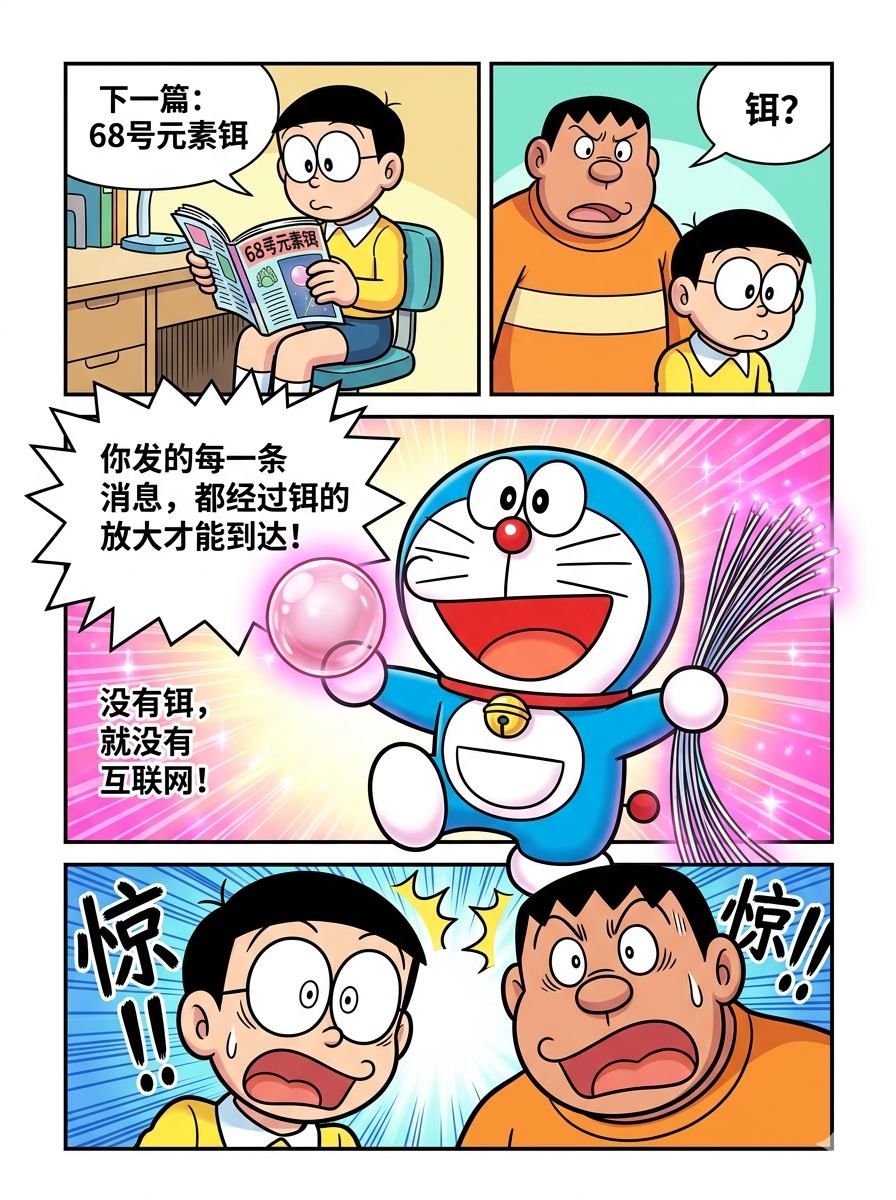 下一篇：
68号元素铒
68号元素铒
铒？
你发的每一条
消息，都经过铒的
放大才能到达！
没有铒，
就没有
互联网！
惊
!!
惊!!